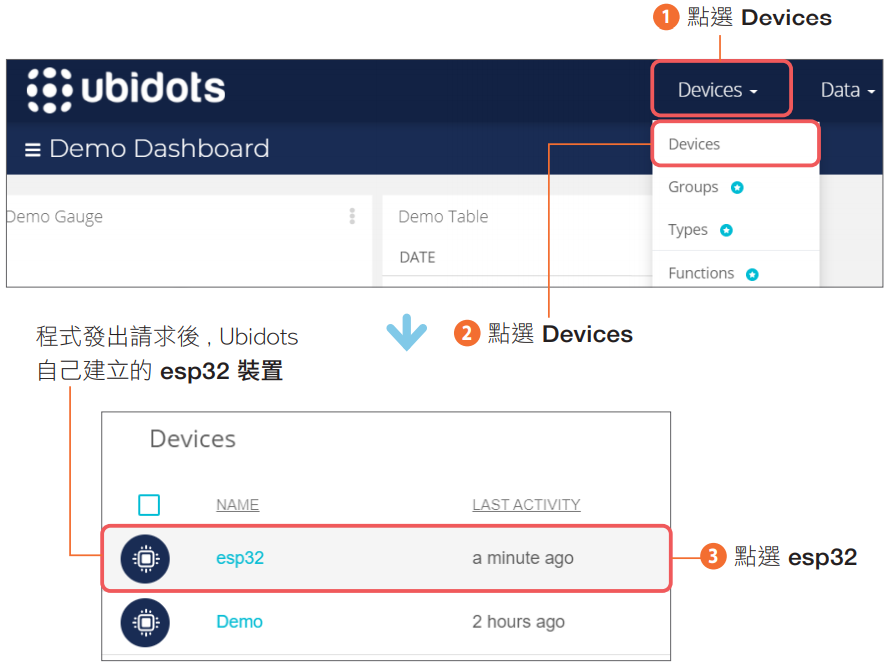 1 點選 Devices
ubidots
Devices
Data
Demo Dashboard
Devices
Groups
Types
Functions
Demo Gauge
Demo Table
DATE
2 點選 Devices
程式發出請求後 , Ubidots
自己建立的 esp32 裝置
Devices
NAME LAST ACTIVITY
esp32 a minute ago
3 點選 esp32
Demo 2 hours ago